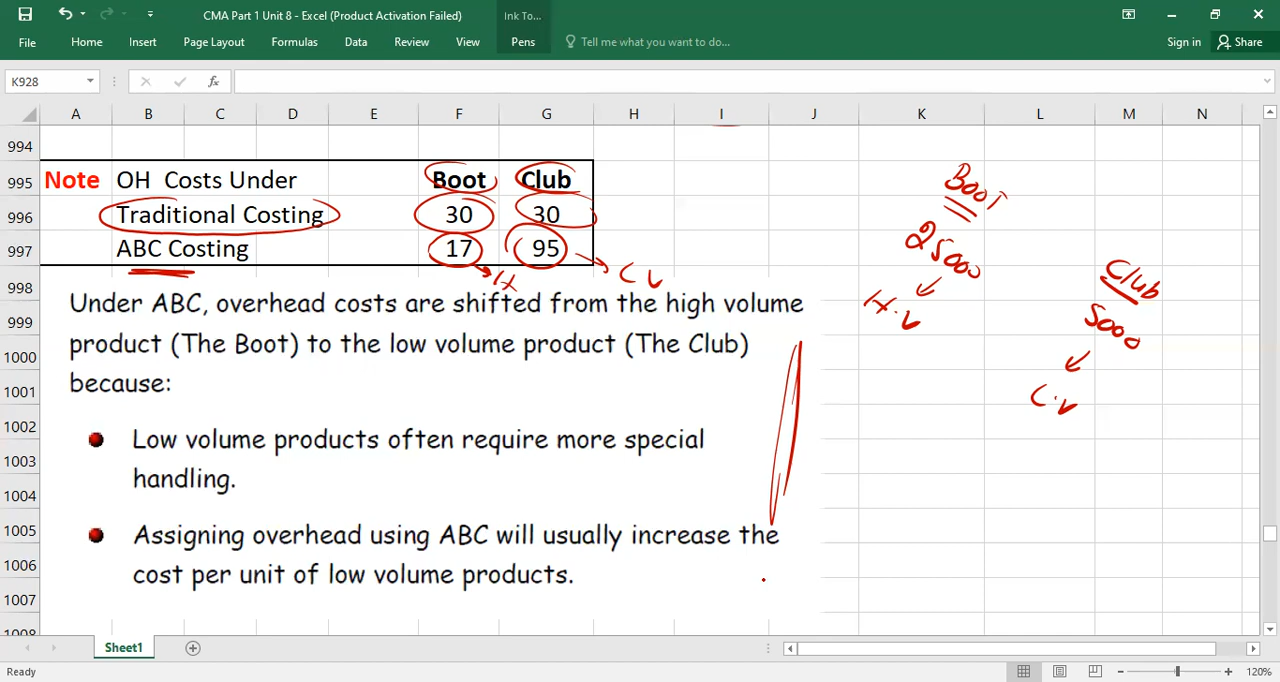 CMA Part 1 Unit 8 - Excel (Product Activation Failed)
Ink To...
File Home Insert Page Layout Formulas Data Review View Pens Tell me what you want to do... Sign in Share
K928
fx
A B C D E F G H I J K L M N
994
995 Note OH Costs Under Boot Club
996 Traditional Costing 30 30
997 ABC Costing 17 95
998
999 Under ABC, overhead costs are shifted from the high volume
1000 product (The Boot) to the low volume product (The Club)
1001 because:
1002 Low volume products often require more special
1003
1004 handling.
1005 Assigning overhead using ABC will usually increase the
1006 cost per unit of low volume products.
1007
1008
H
LV
Boot
25000
H.V
Club
5000
L.V
Sheet1
Ready
120%